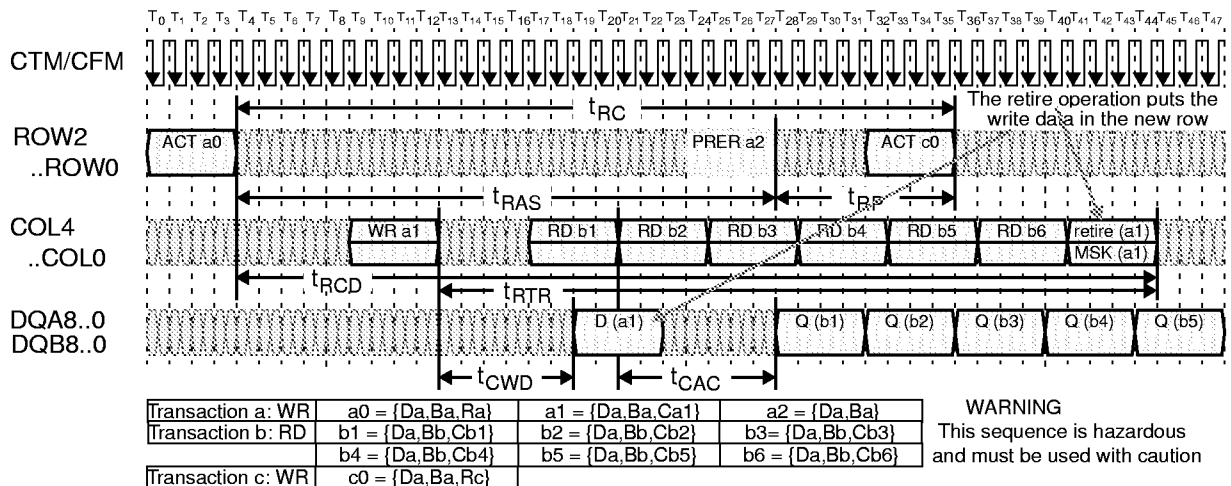 T0 T1 T2 T3 T4 T5 T6 T7 T8 T9 T10 T11 T12 T13 T14 T15 T16 T17 T18 T19 T20 T21 T22 T23 T24 T25 T26 T27 T28 T29 T30 T31 T32 T33 T34 T35 T36 T37 T38 T39 T40 T41 T42 T43 T44 T45 T46 T47
CTM/CFM
The retire operation puts the
write data in the new row
tRC
ROW2
..ROW0
ACT a0
PRER a2
ACT c0
tRAS
tRP
COL4
..COL0
WR a1
RD b1
RD b2
RD b3
RD b4
RD b5
RD b6
retire (a1)
MSK (a1)
tRCD
tRTR
DQA8..0
DQB8..0
D (a1)
Q (b1)
Q (b2)
Q (b3)
Q (b4)
Q (b5)
tCWD
tCAC
Transaction a: WR a0 = {Da,Ba,Ra} a1 = {Da,Ba,Ca1} a2 = {Da,Ba}
Transaction b: RD b1 = {Da,Bb,Cb1} b2 = {Da,Bb,Cb2} b3= {Da,Bb,Cb3}
b4 = {Da,Bb,Cb4} b5 = {Da,Bb,Cb5} b6 = {Da,Bb,Cb6}
Transaction c: WR c0 = {Da,Ba,Rc}
WARNING
This sequence is hazardous
and must be used with caution